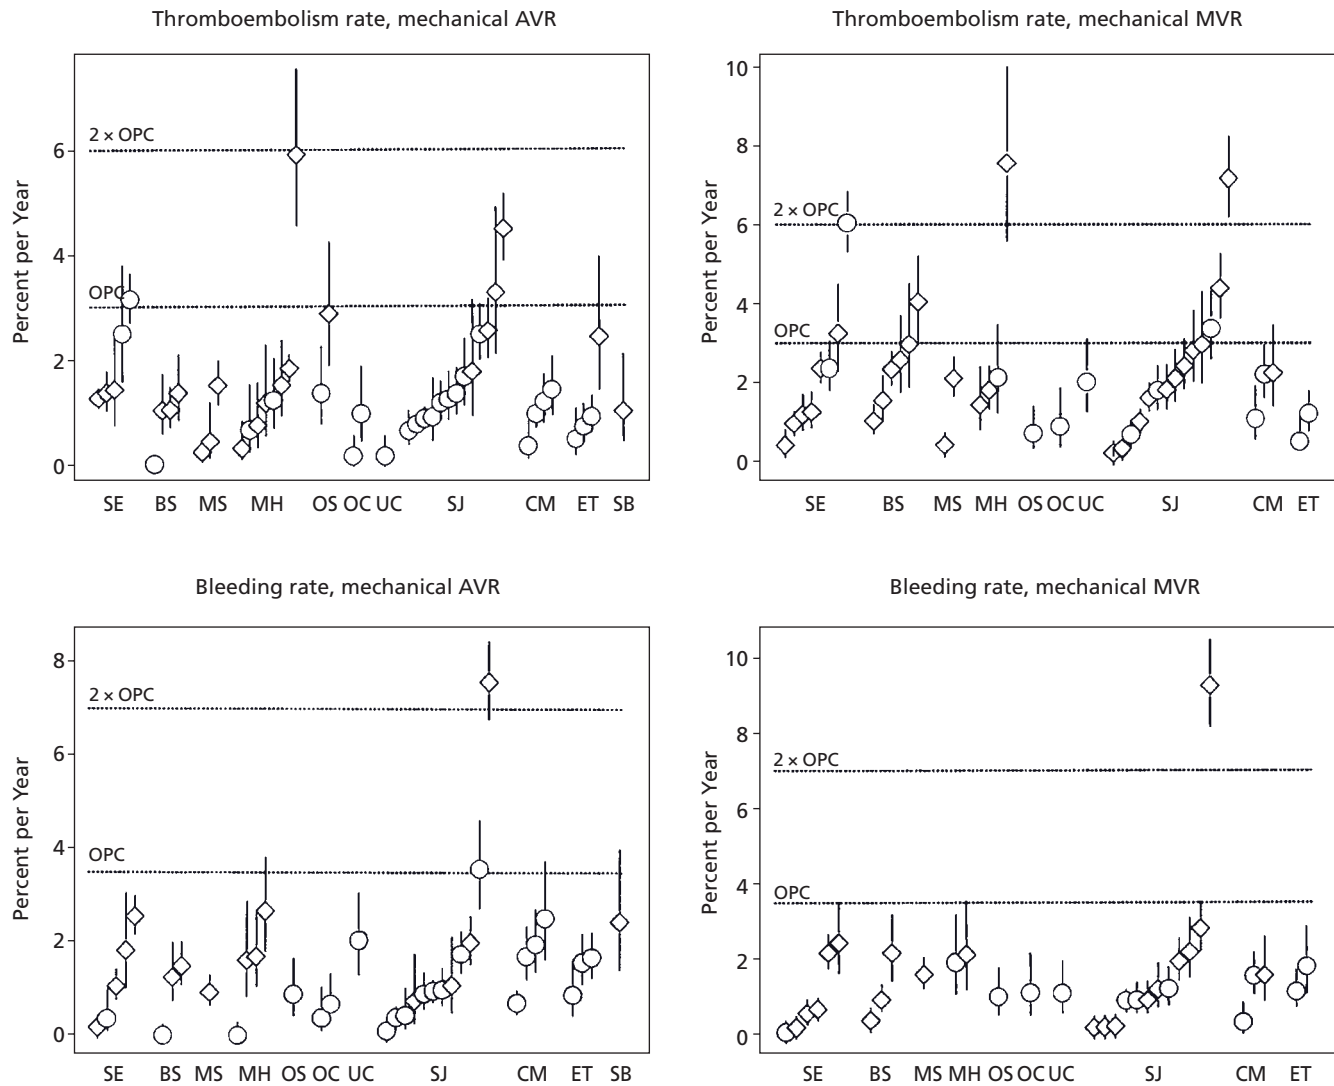 Thromboembolism rate, mechanical AVR
Percent per Year
6
4
2
0
2 × OPC
OPC
SE BS MS MH OS OC UC SJ CM ET SB
Thromboembolism rate, mechanical MVR
Percent per Year
10
8
6
4
2
0
2 × OPC
OPC
SE BS MS MH OS OC UC SJ CM ET
Bleeding rate, mechanical AVR
Percent per Year
8
6
4
2
0
2 × OPC
OPC
SE BS MS MH OS OC UC SJ CM ET SB
Bleeding rate, mechanical MVR
Percent per Year
10
8
6
4
2
0
2 × OPC
OPC
SE BS MS MH OS OC UC SJ CM ET